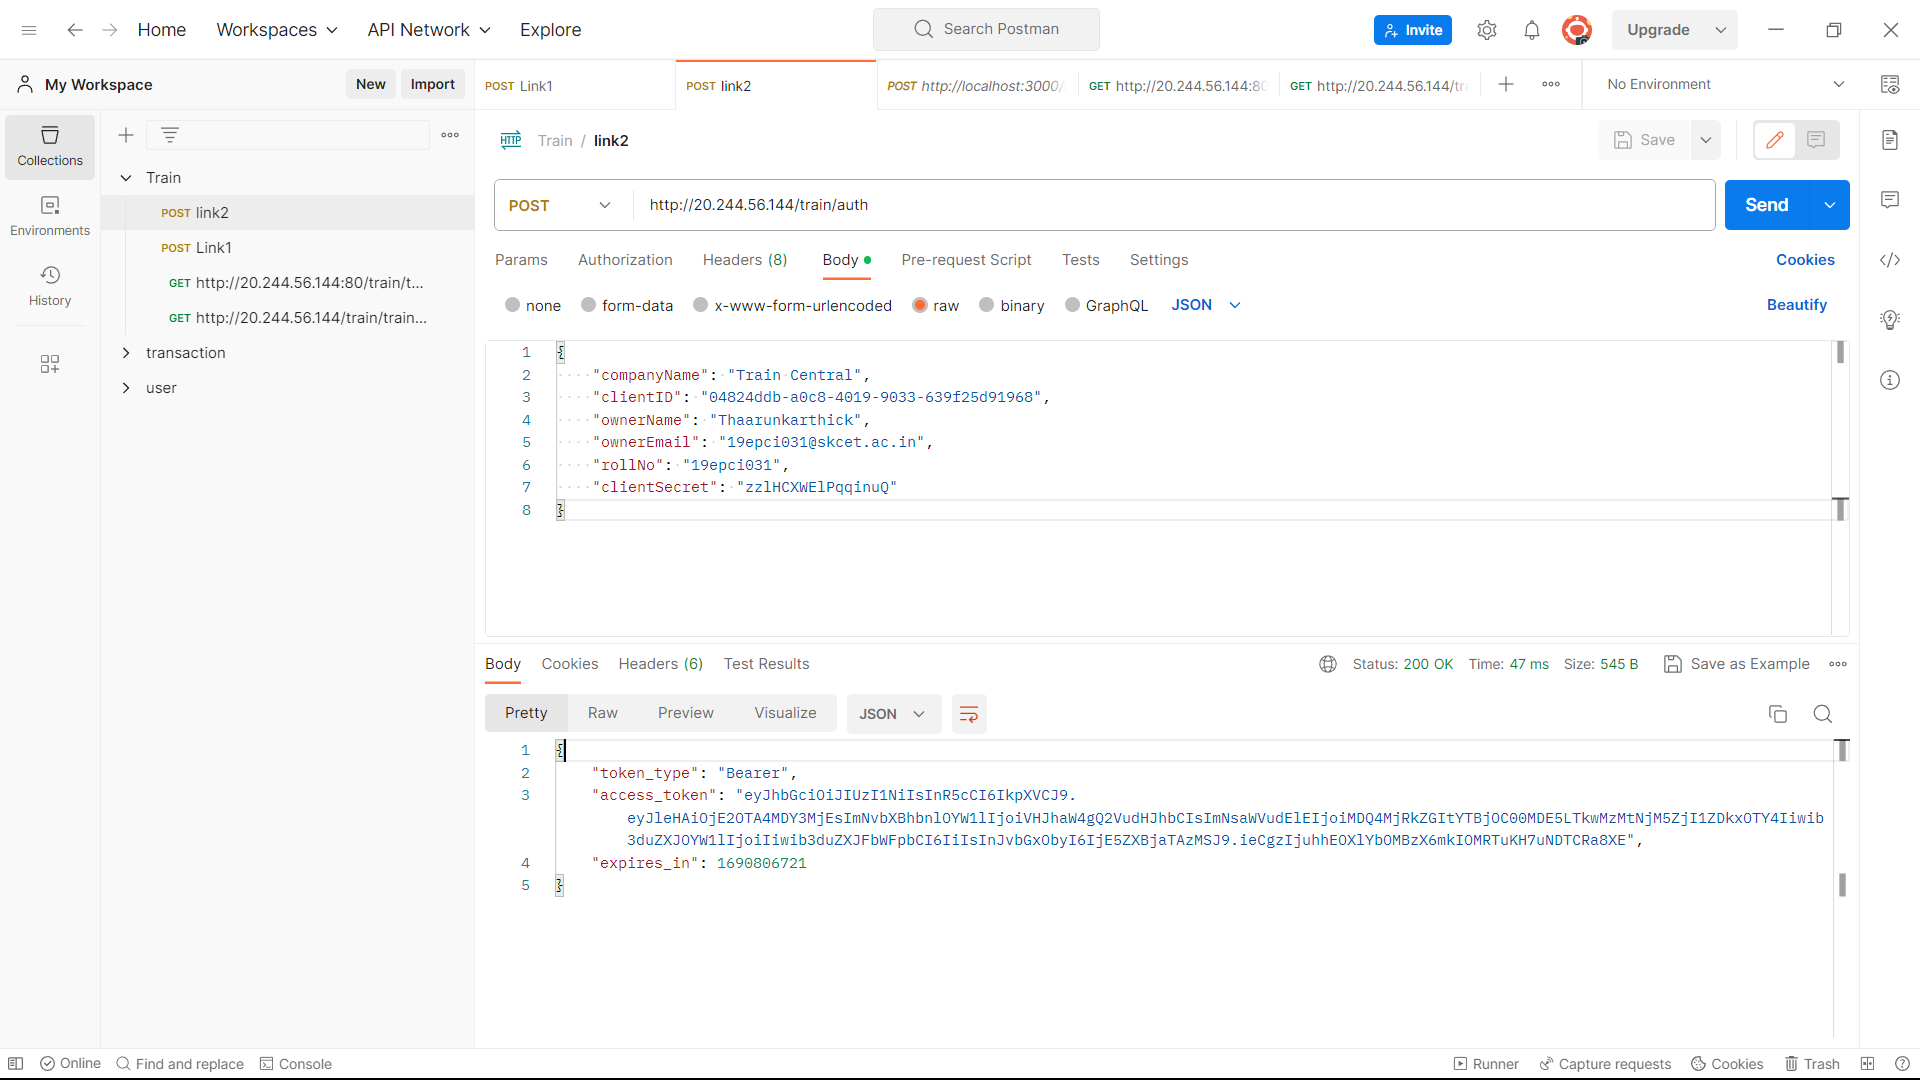 Home
Workspaces
API Network
Explore
Search Postman
Invite
Upgrade
My Workspace
New
Import
POST Link1
POST link2
POST http://localhost:3000/
GET http://20.244.56.144:80
GET http://20.244.56.144/tra
No Environment
Collections
Environments
History
Train
POST link2
POST Link1
GET http://20.244.56.144:80/train/t...
GET http://20.244.56.144/train/train...
transaction
user
HTTP Train / link2
Save
POST
http://20.244.56.144/train/auth
Send
Params Authorization Headers (8) Body Pre-request Script Tests Settings
Cookies
none form-data x-www-form-urlencoded raw binary GraphQL JSON
Beautify
1 {
2 "companyName": "Train Central",
3 "clientID": "04824ddb-a0c8-4019-9033-639f25d91968",
4 "ownerName": "Thaarunkarthick",
5 "ownerEmail": "19epci031@skcet.ac.in",
6 "rollNo": "19epci031",
7 "clientSecret": "zzlHCXWElPqqinuQ"
8 }
Body Cookies Headers (6) Test Results
Status: 200 OK Time: 47 ms Size: 545 B
Save as Example
Pretty Raw Preview Visualize JSON
1 {
2 "token_type": "Bearer",
3 "access_token": "eyJhbGciOiJIUzI1NiIsInR5cCI6IkpXVCJ9.
eyJleHAiOjE2OTA4MDY3MjEsImNvbXBhbnlOYW1lIjoiVHJhaW4gQ2VudHJhbCIsImNsaWVudElEIjoiMDQ4MjRkZGItYTBjOC00MDE5LTkwMzMtNjM5ZjI1ZDkxOTY4Iiwib
3duZXJOYW1lIjoiIiwib3duZXJFbWFpbCI6IiIsInJvbGxObyI6IjE5ZXBjaTAzMSJ9.ieCgzIjuhhEOXlYbOMBzX6mkIOMRTuKH7uNDTCRa8XE",
4 "expires_in": 1690806721
5 }
Online
Find and replace
Console
Runner
Capture requests
Cookies
Trash